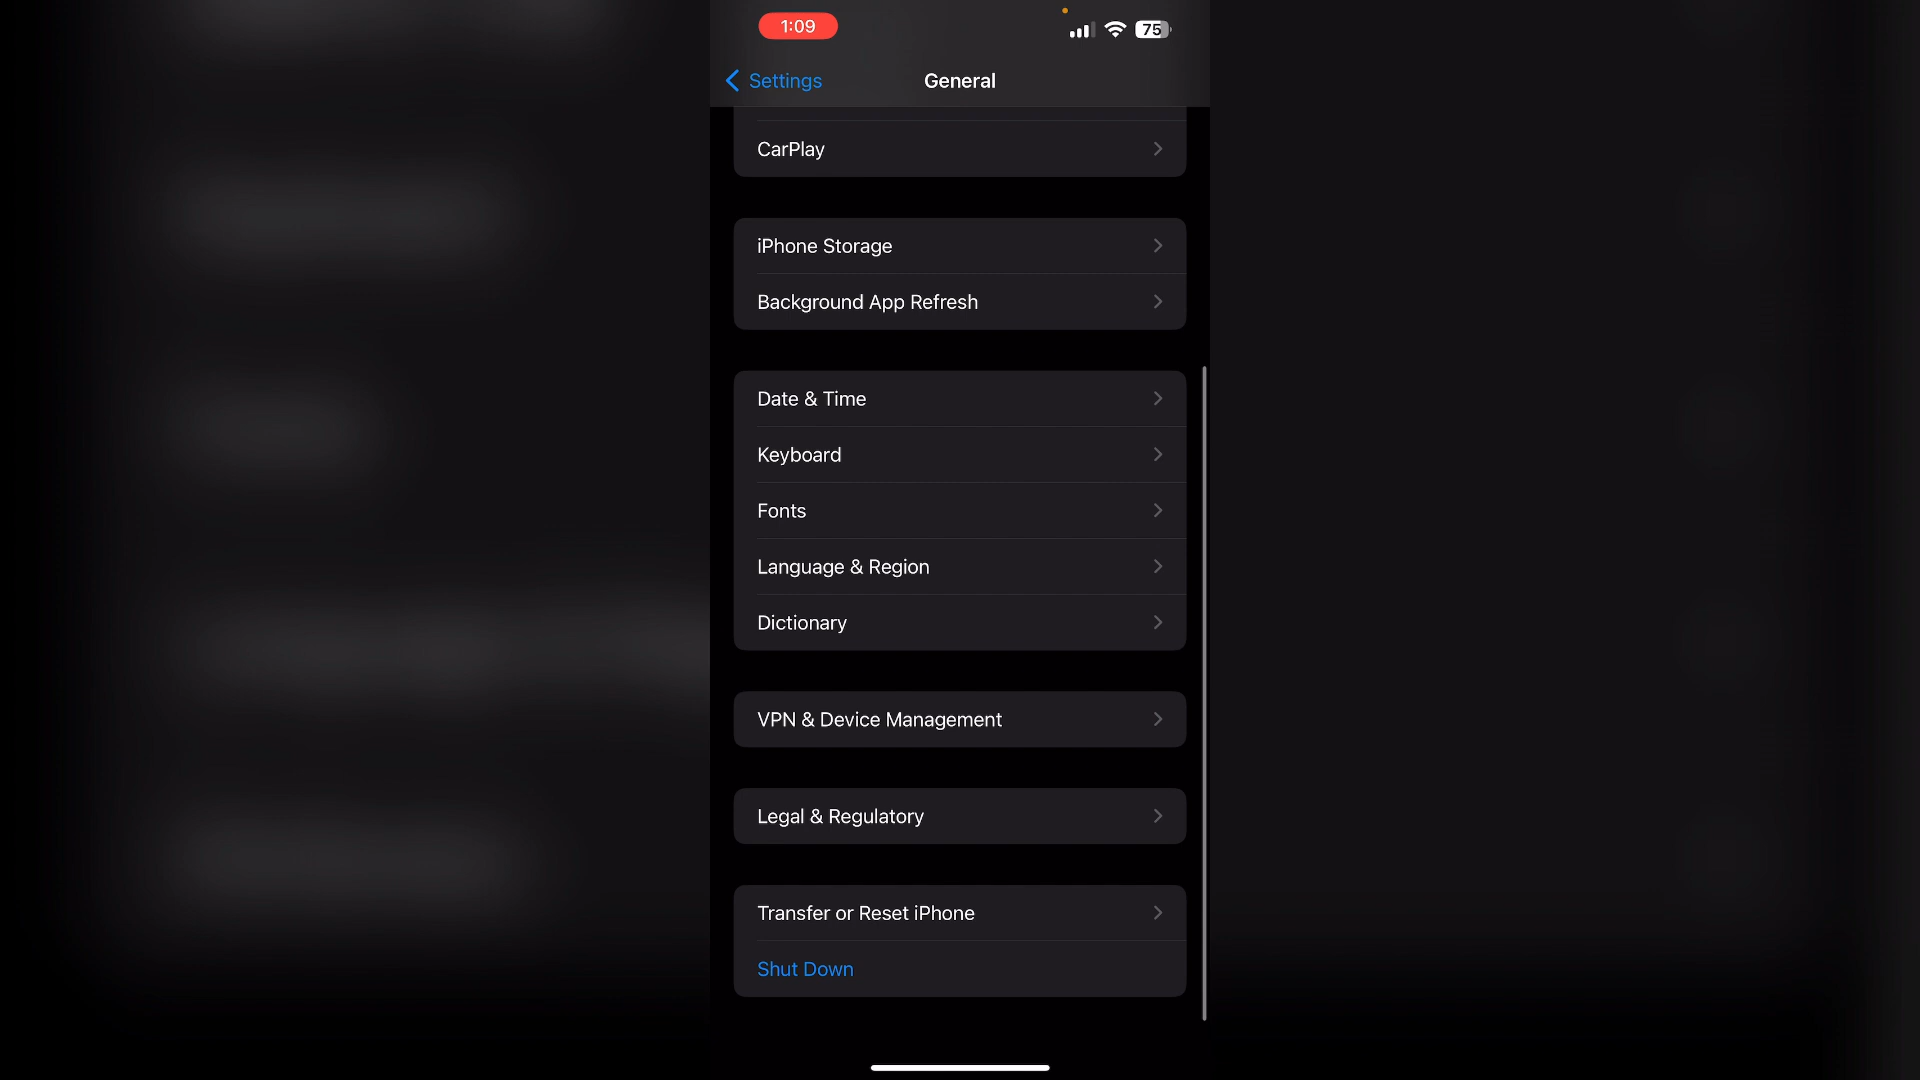 1:09
75
Settings
General
CarPlay
iPhone Storage
Background App Refresh
Date & Time
Keyboard
Fonts
Language & Region
Dictionary
VPN & Device Management
Legal & Regulatory
Transfer or Reset iPhone
Shut Down